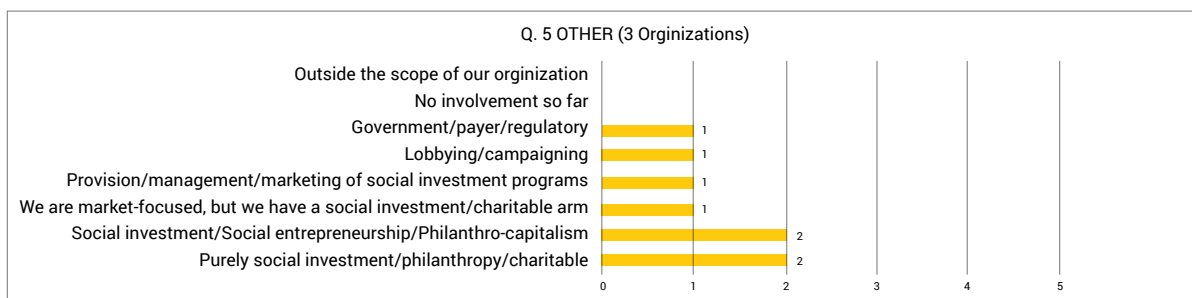 Q. 5 OTHER (3 Orginizations)
Outside the scope of our orginization
No involvement so far
Government/payer/regulatory 1
Lobbying/campaigning 1
Provision/management/marketing of social investment programs 1
We are market-focused, but we have a social investment/charitable arm 1
Social investment/Social entrepreneurship/Philanthro-capitalism 2
Purely social investment/philanthropy/charitable 2
0 1 2 3 4 5